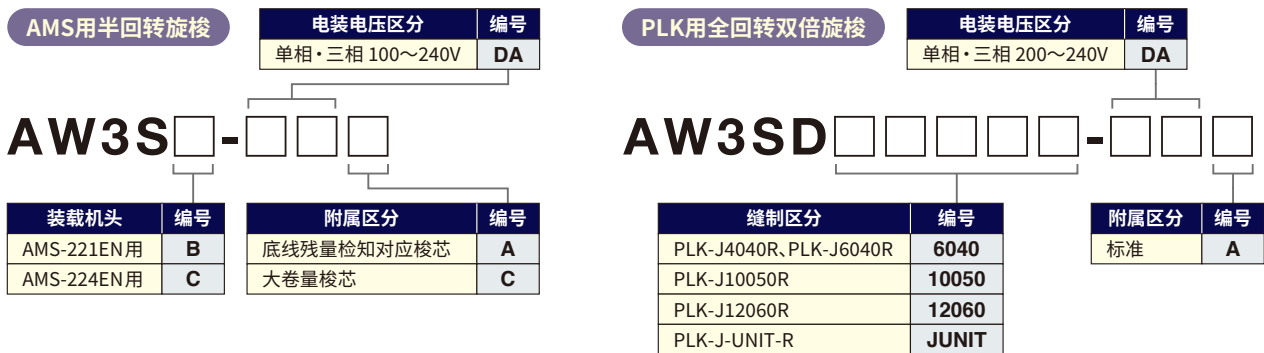 AMS用半回转旋梭
电装电压区分 编号
单相・三相 100～240V DA
AW3S□-□□□
装载机头 编号
AMS-221EN用 B
AMS-224EN用 C
附属区分 编号
底线残量检知对应梭芯 A
大卷量梭芯 C
PLK用全回转双倍旋梭
电装电压区分 编号
单相・三相 200～240V DA
AW3SD□□□□□-□□□
缝制区分 编号
PLK-J4040R、PLK-J6040R 6040
PLK-J10050R 10050
PLK-J12060R 12060
PLK-J-UNIT-R JUNIT
附属区分 编号
标准 A